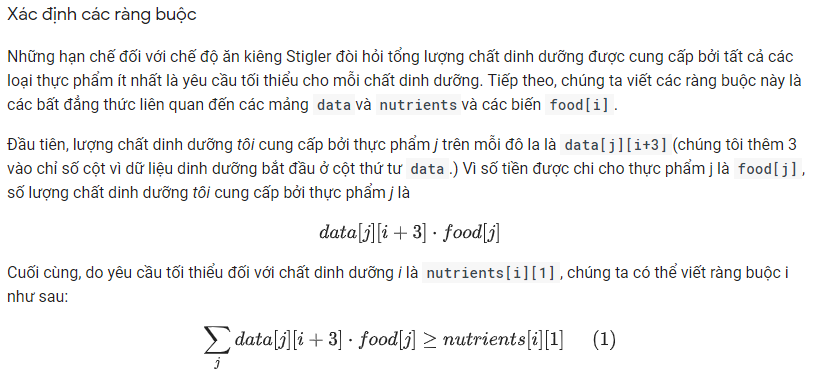 Xác định các ràng buộc
Những hạn chế đối với chế độ ăn kiêng Stigler đòi hỏi tổng lượng chất dinh dưỡng được cung cấp bởi tất cả các
loại thực phẩm ít nhất là yêu cầu tối thiểu cho mỗi chất dinh dưỡng. Tiếp theo, chúng ta viết các ràng buộc này là
các bất đẳng thức liên quan đến các mảng data và nutrients và các biến food[i] .
Đầu tiên, lượng chất dinh dưỡng tôi cung cấp bởi thực phẩm j trên mỗi đô la là data[j][i+3] (chúng tôi thêm 3
vào chỉ số cột vì dữ liệu dinh dưỡng bắt đầu ở cột thứ tư data .) Vì số tiền được chi cho thực phẩm j là food[j] ,
số lượng chất dinh dưỡng tôi cung cấp bởi thực phẩm j là
data[j][i + 3] · food[j]
Cuối cùng, do yêu cầu tối thiểu đối với chất dinh dưỡng i là nutrients[i][1] , chúng ta có thể viết ràng buộc i
như sau:
∑j data[j][i + 3] · food[j] ≥ nutrients[i][1] (1)